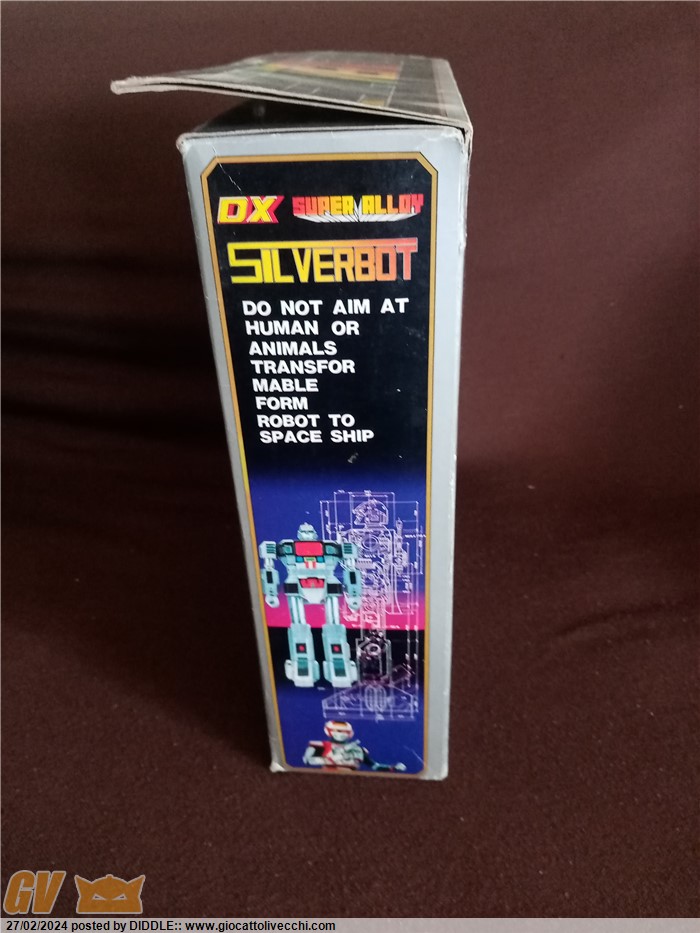 DX SUPER ALLOY
SILVERBOT
DO NOT AIM AT
HUMAN OR
ANIMALS
TRANSFOR
MABLE
FORM
ROBOT TO
SPACE SHIP
GV
27/02/2024 posted by DIDDLE:: www.giocattolivecchi.com